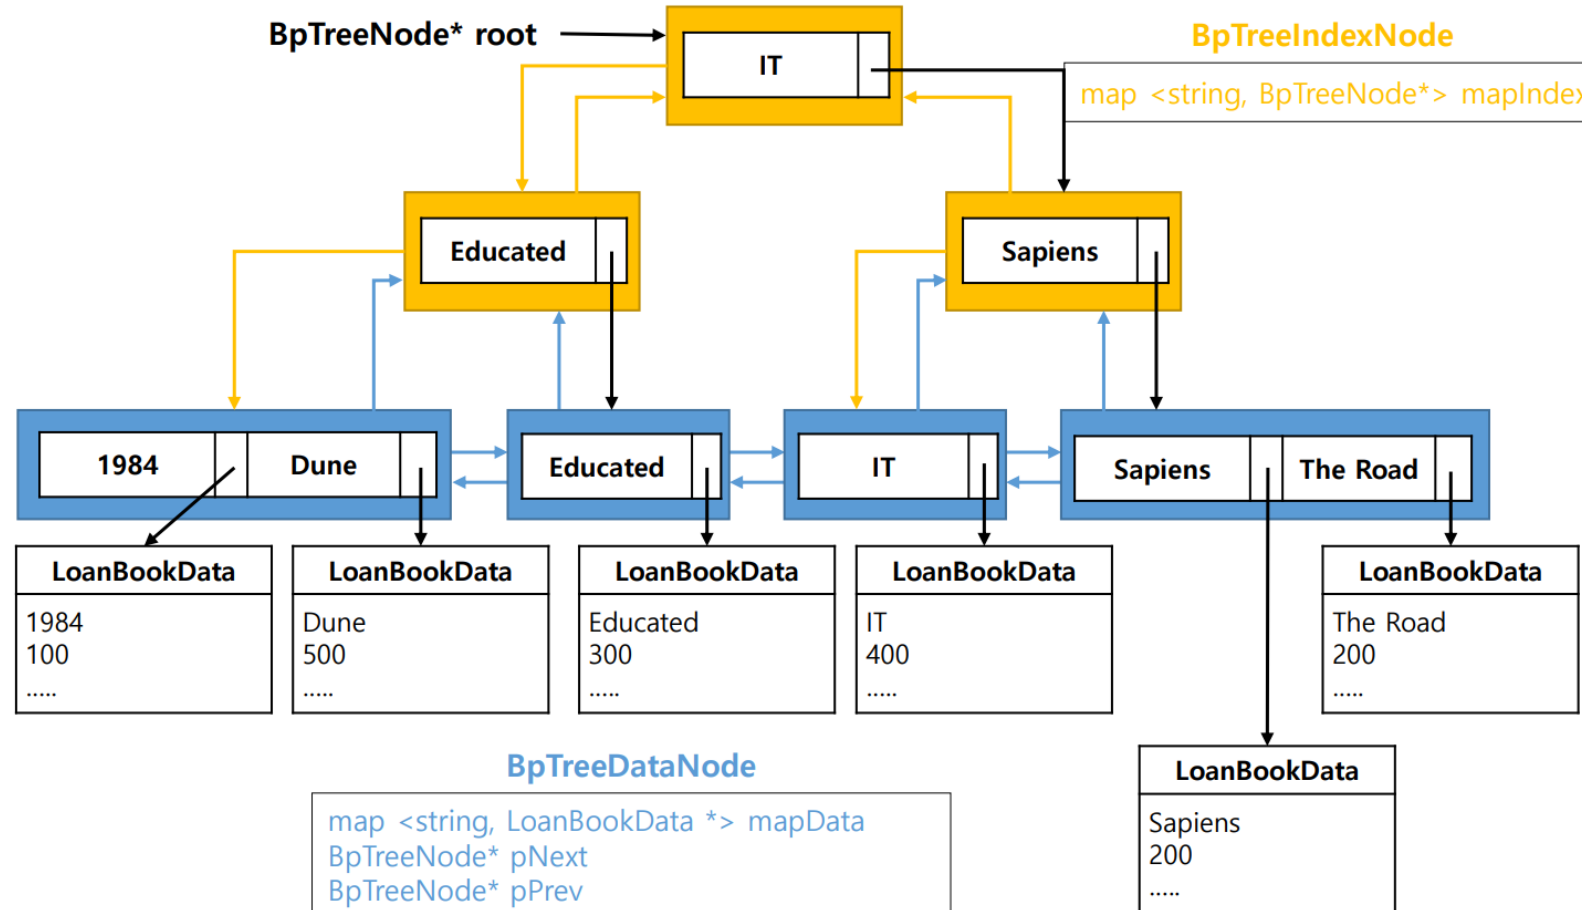 BpTreeNode* root
IT
BpTreeIndexNode
map <string, BpTreeNode*> mapIndex
Educated
Sapiens
1984
Dune
Educated
IT
Sapiens
The Road
LoanBookData
1984
100
.....
LoanBookData
Dune
500
.....
LoanBookData
Educated
300
.....
LoanBookData
IT
400
.....
LoanBookData
The Road
200
.....
BpTreeDataNode
map <string, LoanBookData *> mapData
BpTreeNode* pNext
BpTreeNode* pPrev
LoanBookData
Sapiens
200
.....